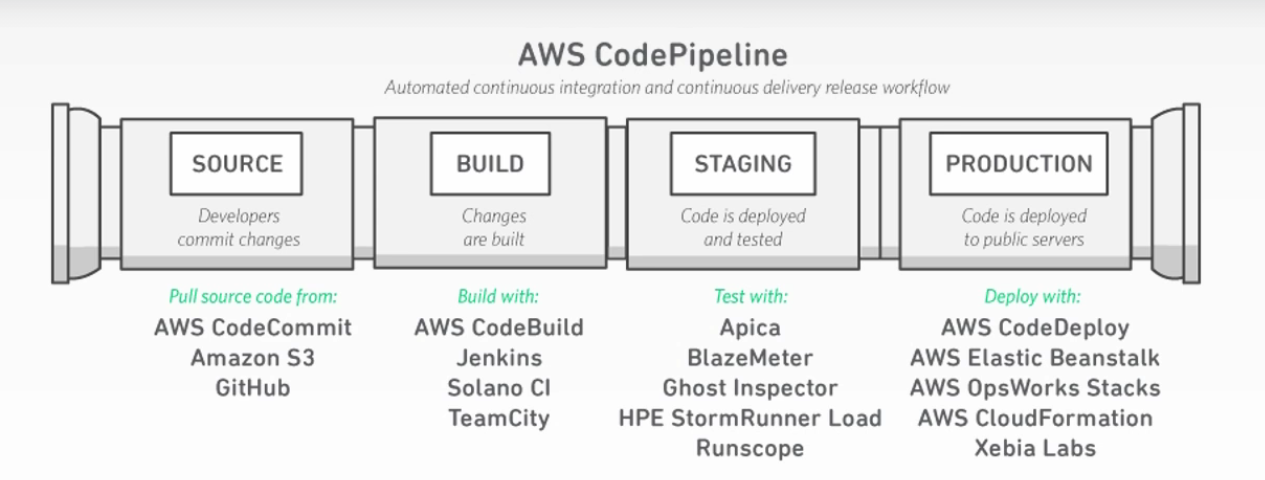 AWS CodePipeline
Automated continuous integration and continuous delivery release workflow
SOURCE
Developers
commit changes
Pull source code from:
AWS CodeCommit
Amazon S3
GitHub
BUILD
Changes
are built
Build with:
AWS CodeBuild
Jenkins
Solano CI
TeamCity
STAGING
Code is deployed
and tested
Test with:
Apica
BlazeMeter
Ghost Inspector
HPE StormRunner Load
Runscope
PRODUCTION
Code is deployed
to public servers
Deploy with:
AWS CodeDeploy
AWS Elastic Beanstalk
AWS OpsWorks Stacks
AWS CloudFormation
Xebia Labs